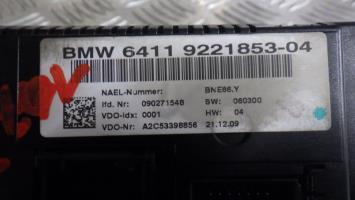 BMW 6411 9221853-04
NAEL-Nummer: BNE86.Y
lfd. Nr: 090271548 SW: 060300
VDO-Idx: 0001 HW: 04
VDO-Nr: A2C53398856 21.12.09